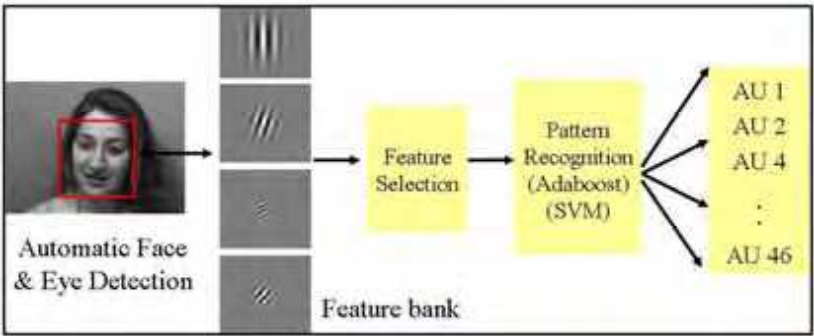 Automatic Face
& Eye Detection
Feature bank
Feature
Selection
Pattern
Recognition
(Adaboost)
(SVM)
AU 1
AU 2
AU 4
.
.
AU 46